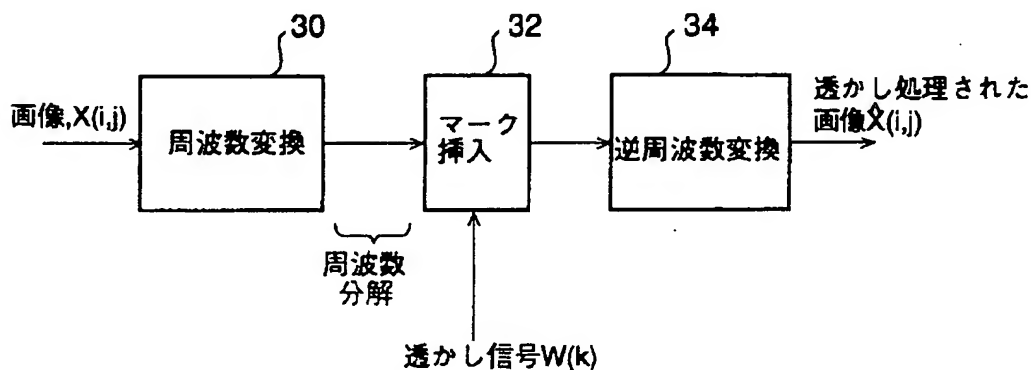 30
32
34
画像,X(i,j)
周波数変換
マーク
挿入
逆周波数変換
透かし処理された
画像X̂(i,j)
周波数
分解
透かし信号W(k)